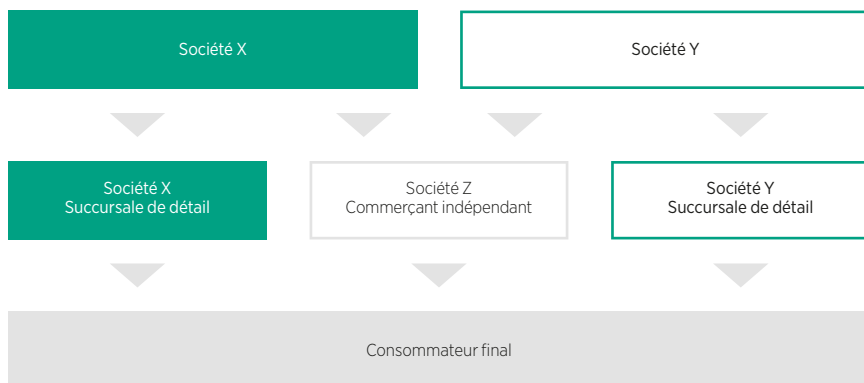 Société X
Société Y
Société X
Succursale de détail
Société Z
Commerçant indépendant
Société Y
Succursale de détail
Consommateur final